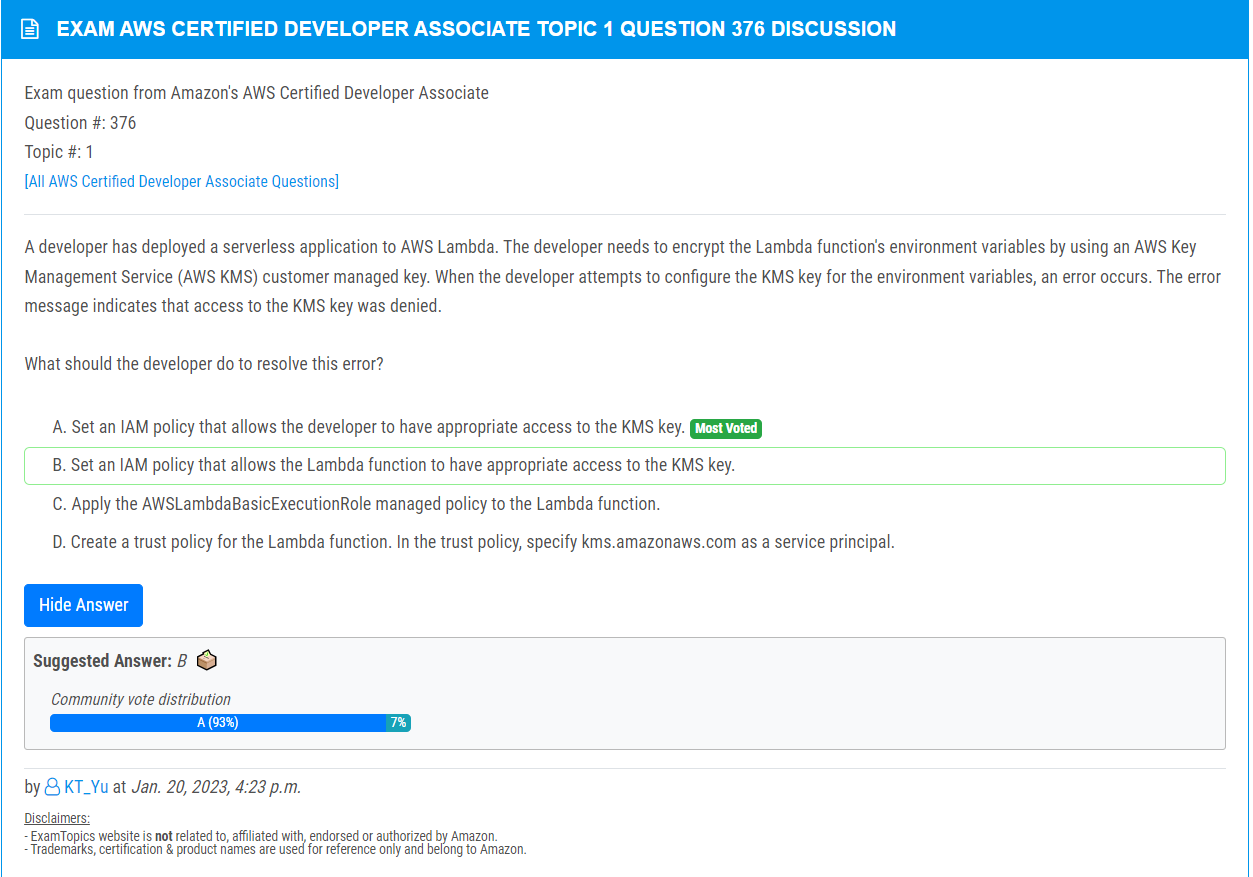 EXAM AWS CERTIFIED DEVELOPER ASSOCIATE TOPIC 1 QUESTION 376 DISCUSSION
Exam question from Amazon's AWS Certified Developer Associate
Question #: 376
Topic #: 1
[All AWS Certified Developer Associate Questions]
A developer has deployed a serverless application to AWS Lambda. The developer needs to encrypt the Lambda function's environment variables by using an AWS Key
Management Service (AWS KMS) customer managed key. When the developer attempts to configure the KMS key for the environment variables, an error occurs. The error
message indicates that access to the KMS key was denied.
What should the developer do to resolve this error?
A. Set an IAM policy that allows the developer to have appropriate access to the KMS key. Most Voted
B. Set an IAM policy that allows the Lambda function to have appropriate access to the KMS key.
C. Apply the AWSLambdaBasicExecutionRole managed policy to the Lambda function.
D. Create a trust policy for the Lambda function. In the trust policy, specify kms.amazonaws.com as a service principal.
Hide Answer
Suggested Answer: B
Community vote distribution
A (93%) 7%
by KT_Yu at Jan. 20, 2023, 4:23 p.m.
Disclaimers:
- ExamTopics website is not related to, affiliated with, endorsed or authorized by Amazon.
- Trademarks, certification & product names are used for reference only and belong to Amazon.